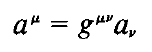 a^μ = g^{μν} a_ν